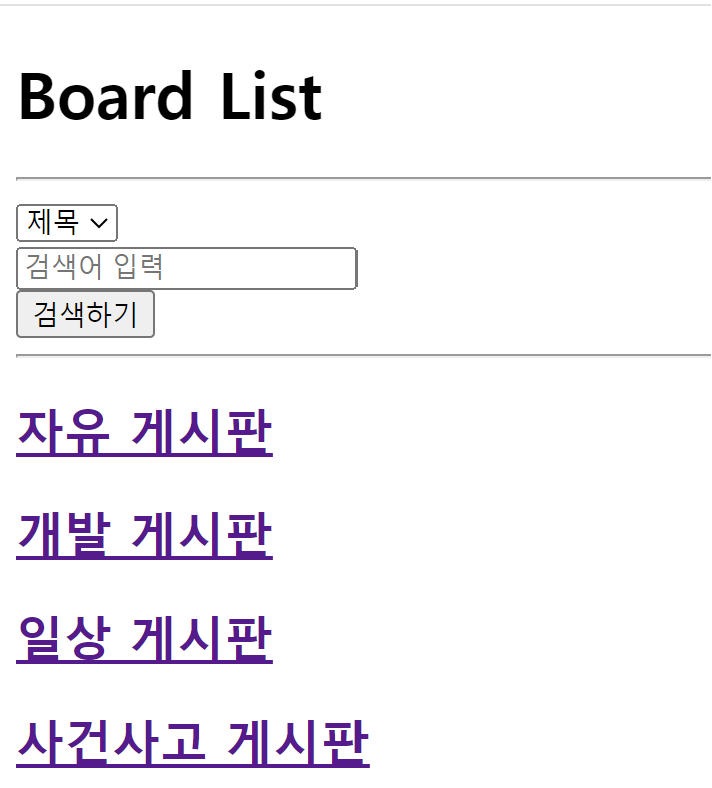 Board List
제목
검색어 입력
검색하기
자유 게시판
개발 게시판
일상 게시판
사건사고 게시판